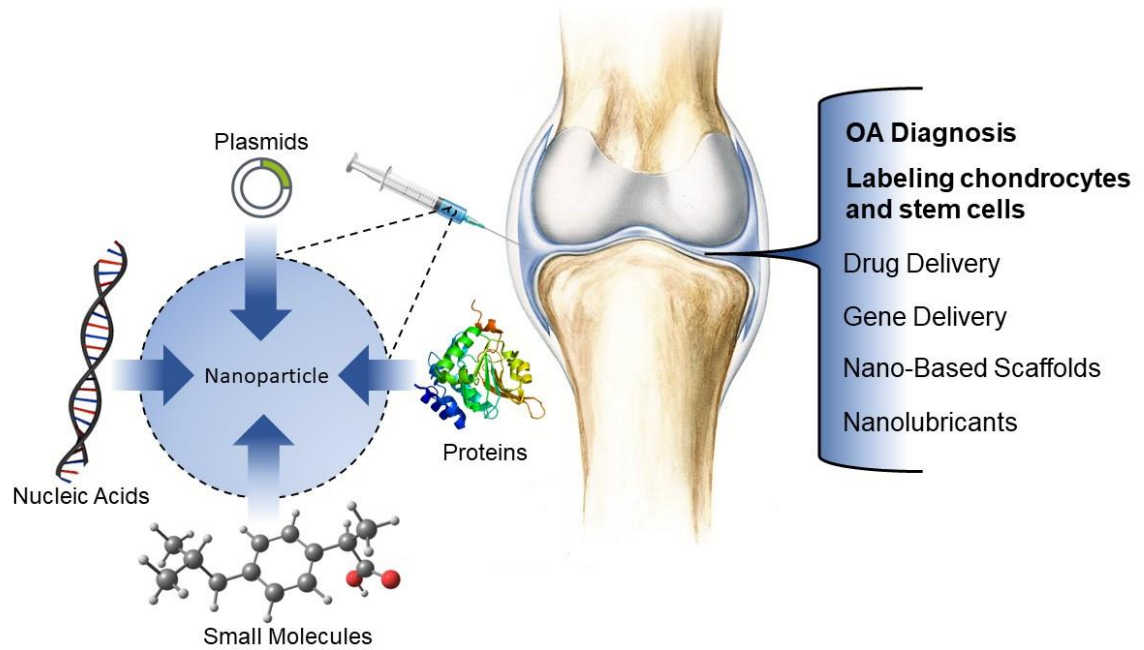 Plasmids
Nanoparticle
Nucleic Acids
Proteins
Small Molecules
OA Diagnosis
Labeling chondrocytes
and stem cells
Drug Delivery
Gene Delivery
Nano-Based Scaffolds
Nanolubricants